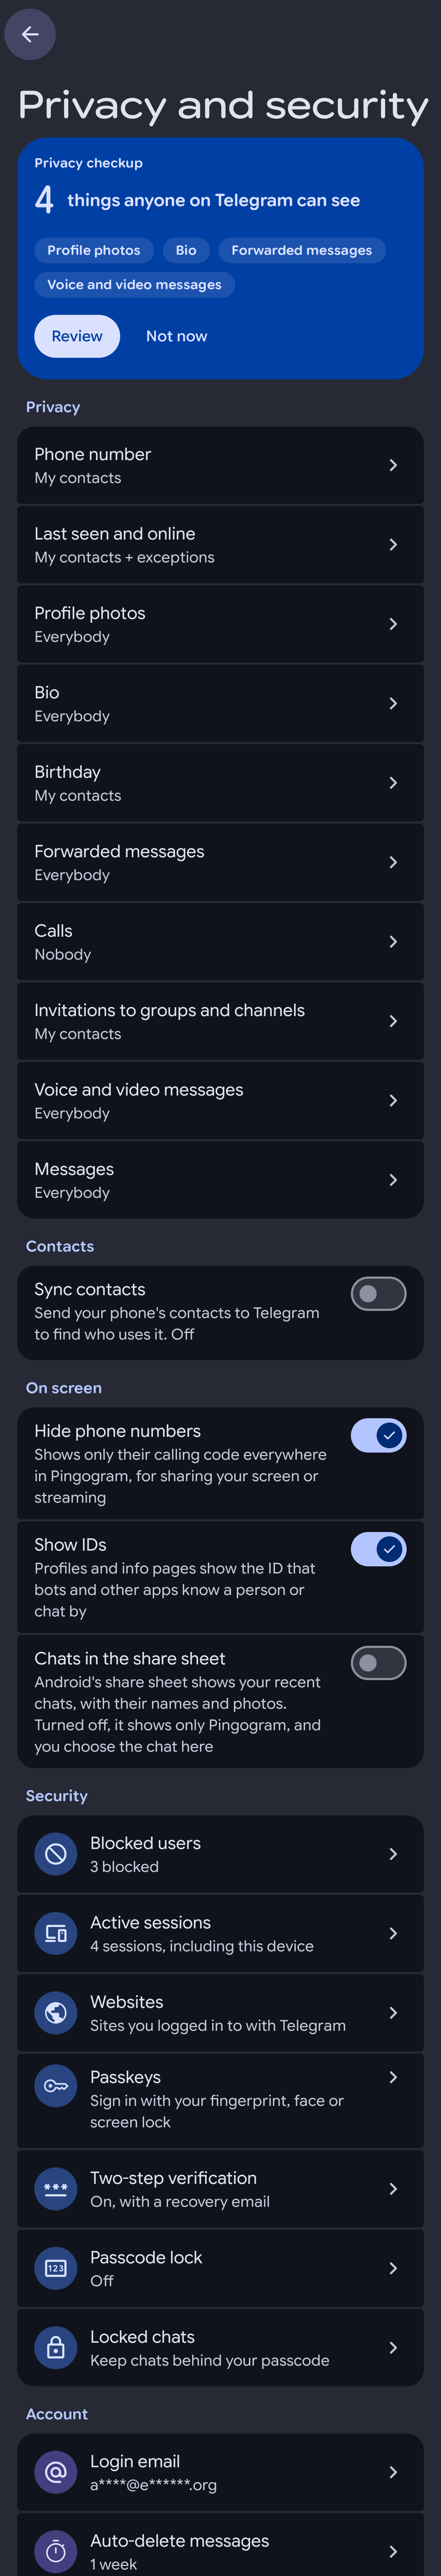 Privacy and security
Privacy checkup
4 things anyone on Telegram can see
Profile photos Bio Forwarded messages
Voice and video messages
Review Not now
Privacy
Phone number
My contacts
Last seen and online
My contacts + exceptions
Profile photos
Everybody
Bio
Everybody
Birthday
My contacts
Forwarded messages
Everybody
Calls
Nobody
Invitations to groups and channels
My contacts
Voice and video messages
Everybody
Messages
Everybody
Contacts
Sync contacts
Send your phone's contacts to Telegram
to find who uses it. Off
On screen
Hide phone numbers
Shows only their calling code everywhere
in Pingogram, for sharing your screen or
streaming
Show IDs
Profiles and info pages show the ID that
bots and other apps know a person or
chat by
Chats in the share sheet
Android's share sheet shows your recent
chats, with their names and photos.
Turned off, it shows only Pingogram, and
you choose the chat here
Security
Blocked users
3 blocked
Active sessions
4 sessions, including this device
Websites
Sites you logged in to with Telegram
Passkeys
Sign in with your fingerprint, face or
screen lock
Two-step verification
On, with a recovery email
Passcode lock
Off
Locked chats
Keep chats behind your passcode
Account
Login email
a****@e******.org
Auto-delete messages
1 week